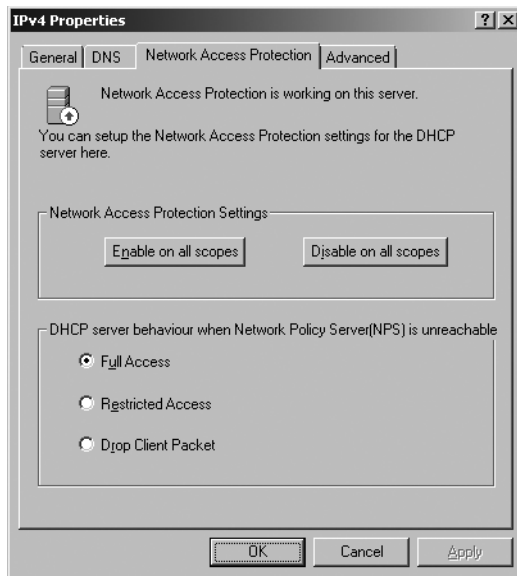 IPv4 Properties
General DNS Network Access Protection Advanced
Network Access Protection is working on this server.
You can setup the Network Access Protection settings for the DHCP
server here.
Network Access Protection Settings
Enable on all scopes Disable on all scopes
DHCP server behaviour when Network Policy Server(NPS) is unreachable
Full Access
Restricted Access
Drop Client Packet
OK Cancel Apply